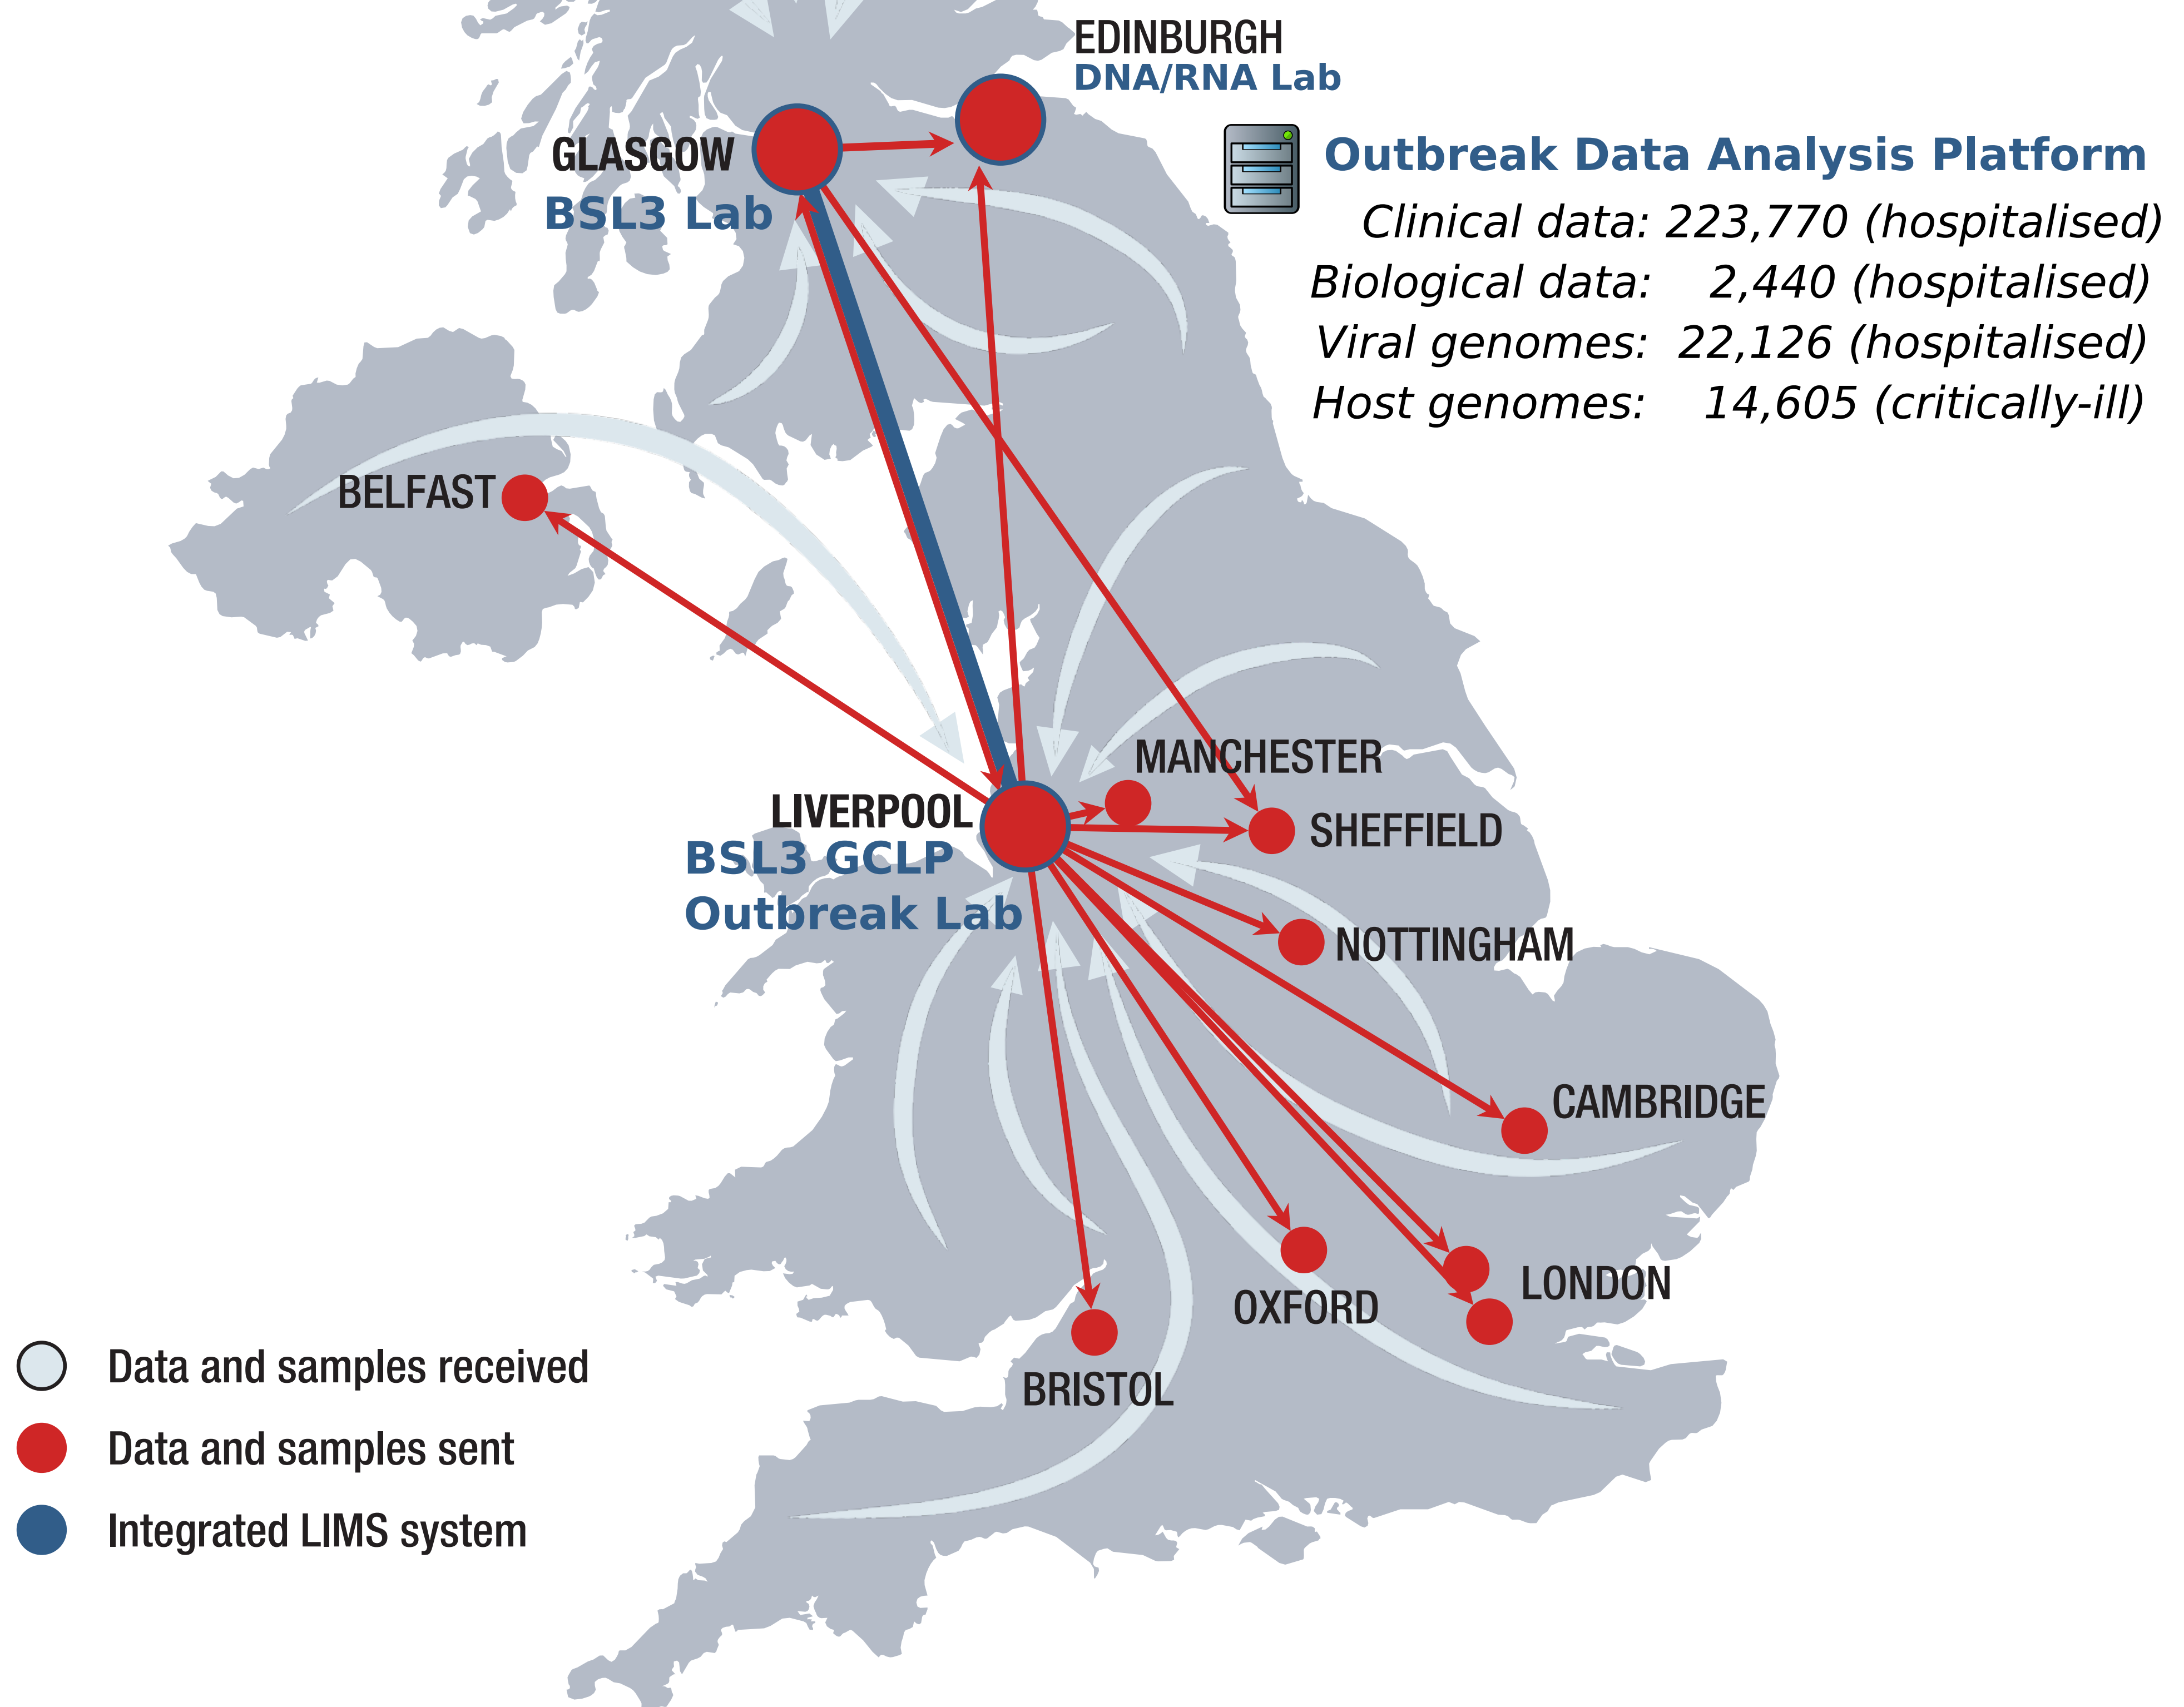 EDINBURGH
DNA/RNA Lab
GLASGOW
BSL3 Lab
Outbreak Data Analysis Platform
Clinical data: 223,770 (hospitalised)
Biological data: 2,440 (hospitalised)
Viral genomes: 22,126 (hospitalised)
Host genomes: 14,605 (critically-ill)
BELFAST
MANCHESTER
LIVERPOOL
BSL3 GCLP
Outbreak Lab
SHEFFIELD
NOTTINGHAM
CAMBRIDGE
LONDON
OXFORD
BRISTOL
Data and samples received
Data and samples sent
Integrated LIMS system